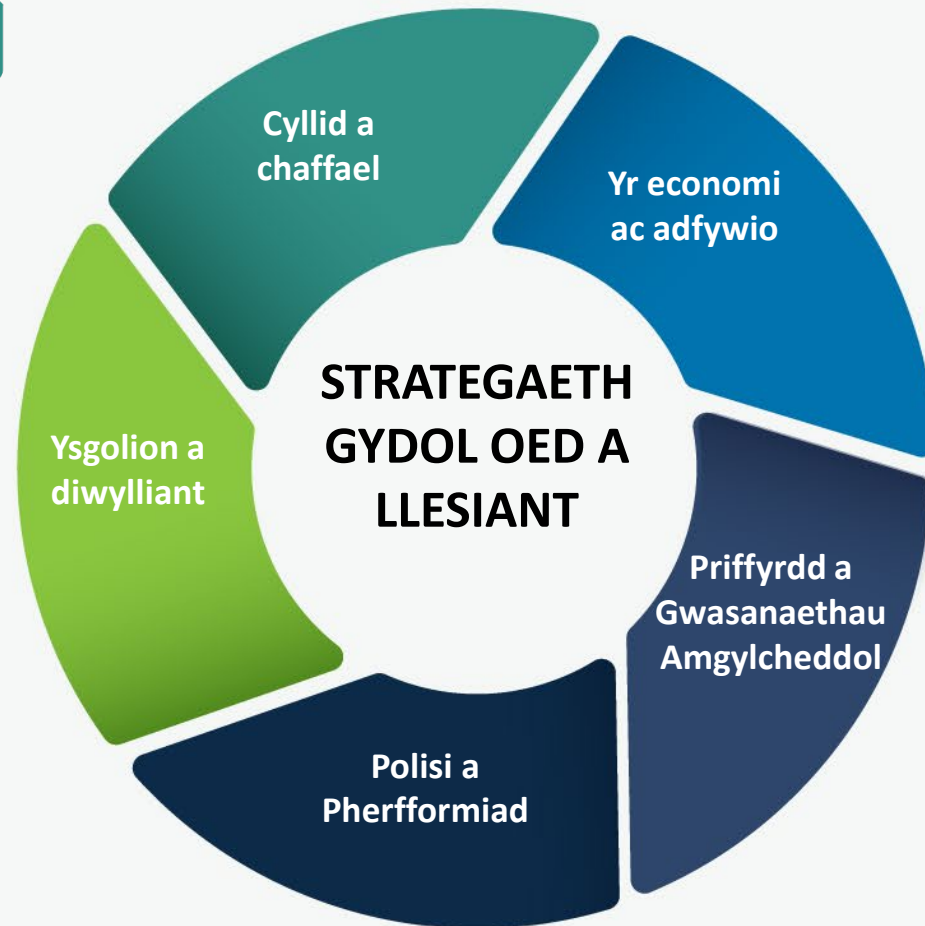 Cyllid a
chaffael
Yr economi
ac adfywio
STRATEGAETH
GYDOL OED A
LLESIANT
Ysgolion a
diwylliant
Priffyrdd a
Gwasanaethau
Amgylcheddol
Polisi a
Pherfformiad